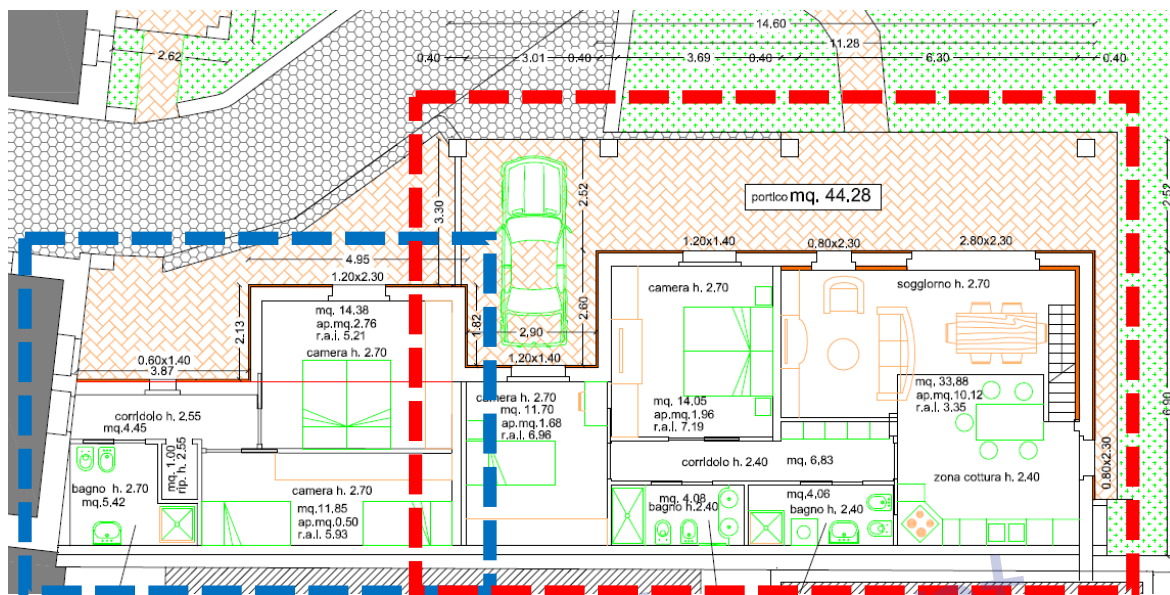 14.60
11.28
2.62
0.40
3.01
0.40
3.69
0.40
6.30
0.40
portico mq. 44.28
2.52
2.52
3.30
4.95
1.20x2.30
1.20x1.40
0.80x2.30
2.80x2.30
camera h. 2.70
soggiorno h. 2.70
mq. 14.38
ap.mq.2.76
r.a.i. 5.21
camera h. 2.70
2.13
1.82
2.60
2.90
0.60x1.40
3.87
1.20x1.40
camera h. 2.70
mq. 11.70
ap.mq.1.68
r.a.i. 6.96
mq. 14.05
ap.mq.1.96
r.a.i. 7.19
mq. 33,88
ap.mq.10.12
r.a.i. 3.35
6.90
corridoio h. 2,55
mq.4.45
mq. 1.00
rip. h. 2.55
corridoio h. 2.40
mq. 6,83
zona cottura h. 2.40
0.80x2.30
bagno h. 2.70
mq.5.42
camera h. 2.70
mq.11.85
ap.mq.0.50
r.a.i. 5.93
mq. 4.08
bagno h.2.40
mq.4,06
bagno h. 2.40